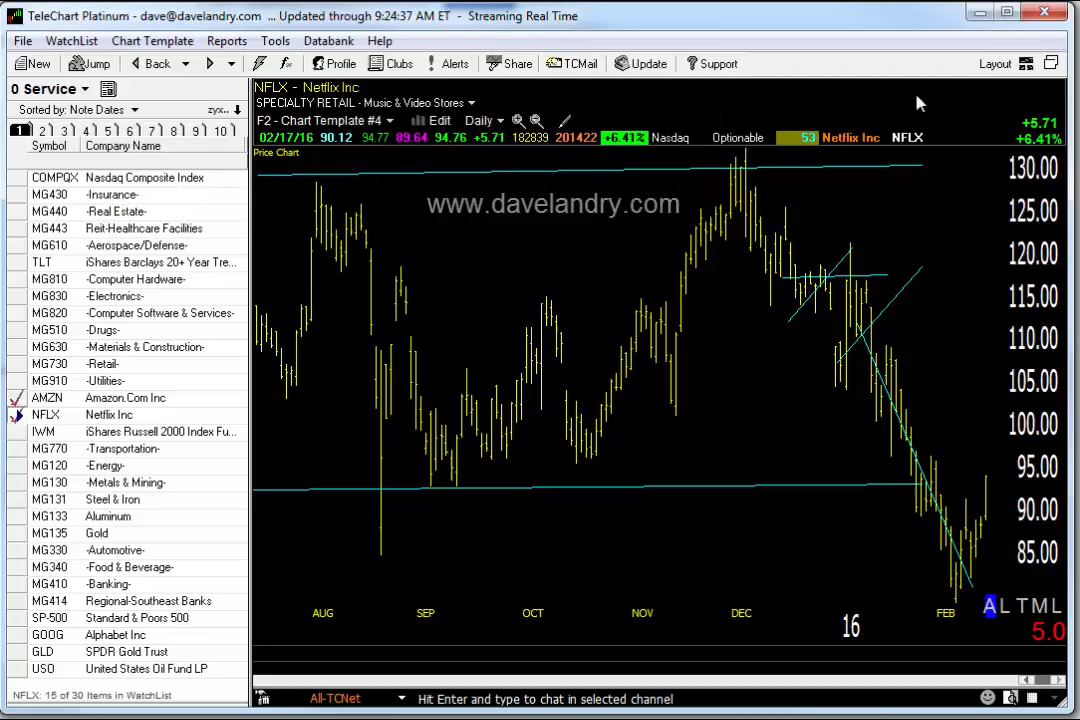 TeleChart Platinum - dave@davelandry.com ... Updated through 9:24:37 AM ET - Streaming Real Time
File WatchList Chart Template Reports Tools Databank Help
New Jump Back Profile Clubs Alerts Share TCMail Update Support Layout
0 Service
Sorted by: Note Dates zyx..
1 2 3 4 5 6 7 8 9 10
Symbol Company Name
COMPQX Nasdaq Composite Index
MG430 -Insurance-
MG440 -Real Estate-
MG443 Reit-Healthcare Facilities
MG610 -Aerospace/Defense-
TLT iShares Barclays 20+ Year Tre...
MG810 -Computer Hardware-
MG830 -Electronics-
MG820 -Computer Software & Services-
MG510 -Drugs-
MG630 -Materials & Construction-
MG730 -Retail-
MG910 -Utilities-
AMZN Amazon.Com Inc
NFLX Netflix Inc
IWM iShares Russell 2000 Index Fu...
MG770 -Transportation-
MG120 -Energy-
MG130 -Metals & Mining-
MG131 Steel & Iron
MG133 Aluminum
MG135 Gold
MG330 -Automotive-
MG340 -Food & Beverage-
MG410 -Banking-
MG414 Regional-Southeast Banks
SP-500 Standard & Poors 500
GOOG Alphabet Inc
GLD SPDR Gold Trust
USO United States Oil Fund LP
NFLX: 15 of 30 Items in WatchList
NFLX - Netflix Inc
SPECIALTY RETAIL - Music & Video Stores
F2 - Chart Template #4 Edit Daily
+5.71
02/17/16 90.12 94.77 89.64 94.76 +5.71 182839 201422 +6.41% Nasdaq Optionable 53 Netflix Inc NFLX +6.41%
Price Chart
www.davelandry.com
130.00
125.00
120.00
115.00
110.00
105.00
100.00
95.00
90.00
85.00
AUG SEP OCT NOV DEC 16 FEB
A L T M L
5.0
All-TCNet Hit Enter and type to chat in selected channel